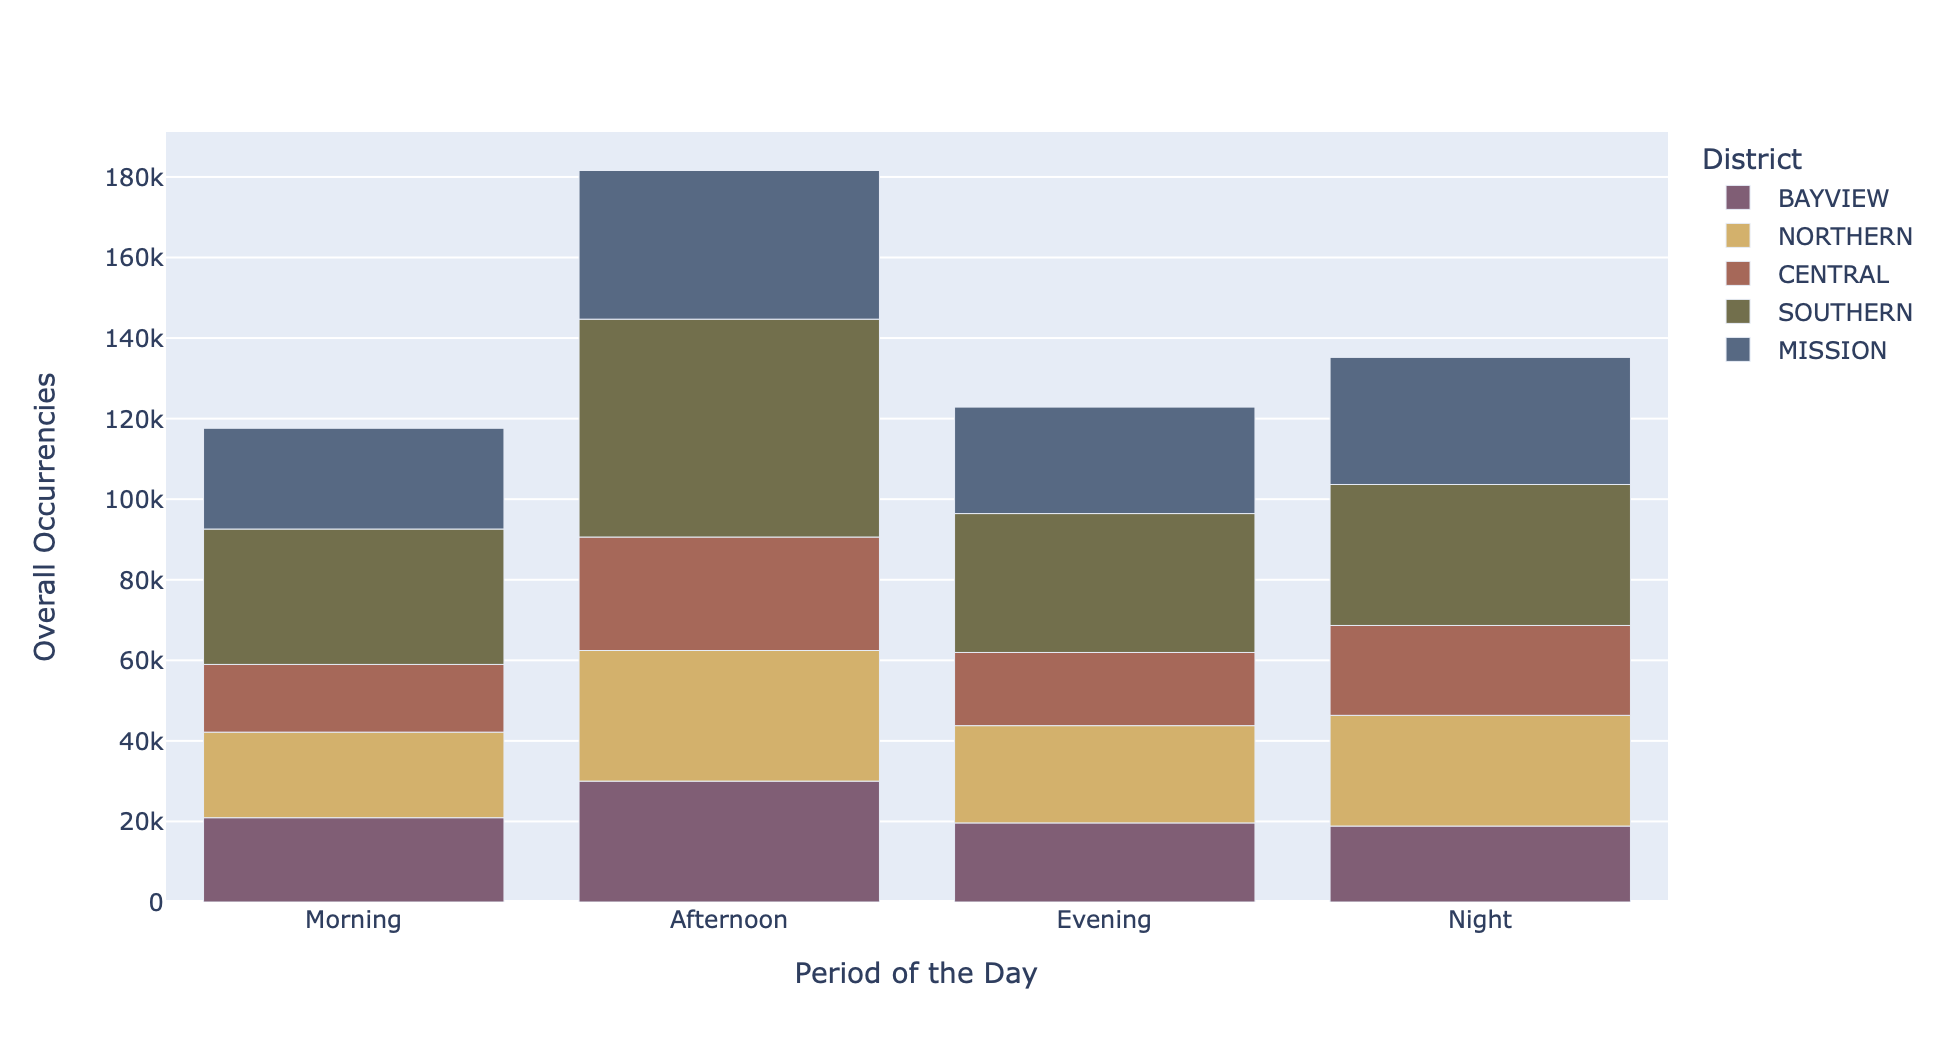 District
BAYVIEW
NORTHERN
CENTRAL
SOUTHERN
MISSION
Overall Occurrencies
180k
160k
140k
120k
100k
80k
60k
40k
20k
0
Morning
Afternoon
Evening
Night
Period of the Day